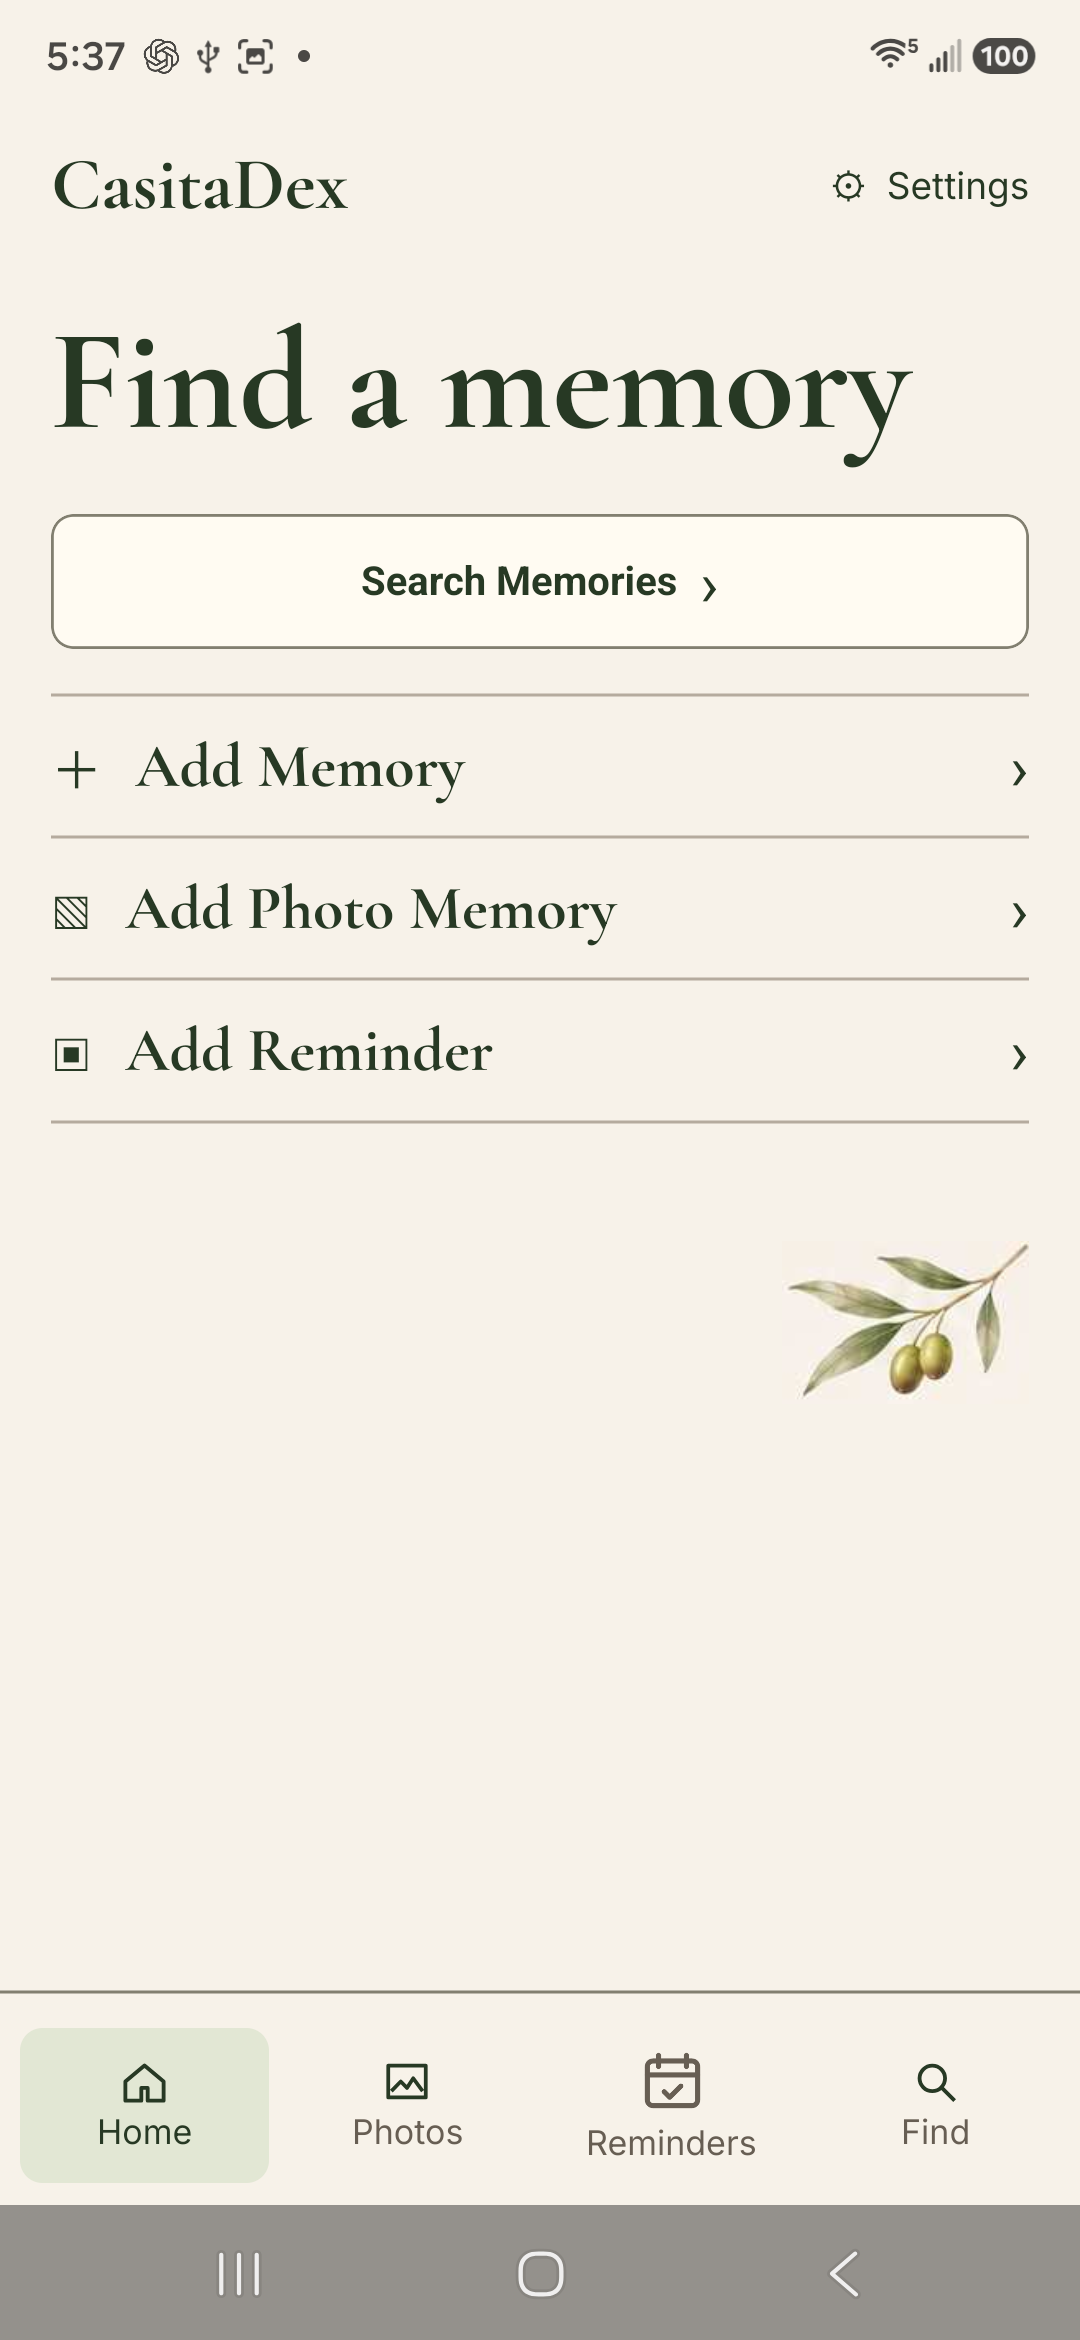 5:37
5
100
CasitaDex
Settings
Find a memory
Search Memories ›
+ Add Memory ›
Add Photo Memory ›
Add Reminder ›
Home
Photos
Reminders
Find